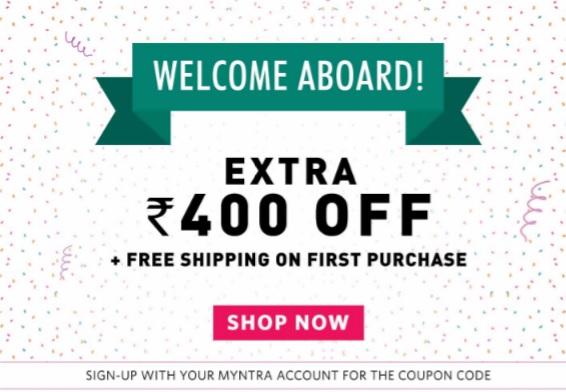 WELCOME ABOARD!
EXTRA
₹400 OFF
+ FREE SHIPPING ON FIRST PURCHASE
SHOP NOW
SIGN-UP WITH YOUR MYNTRA ACCOUNT FOR THE COUPON CODE